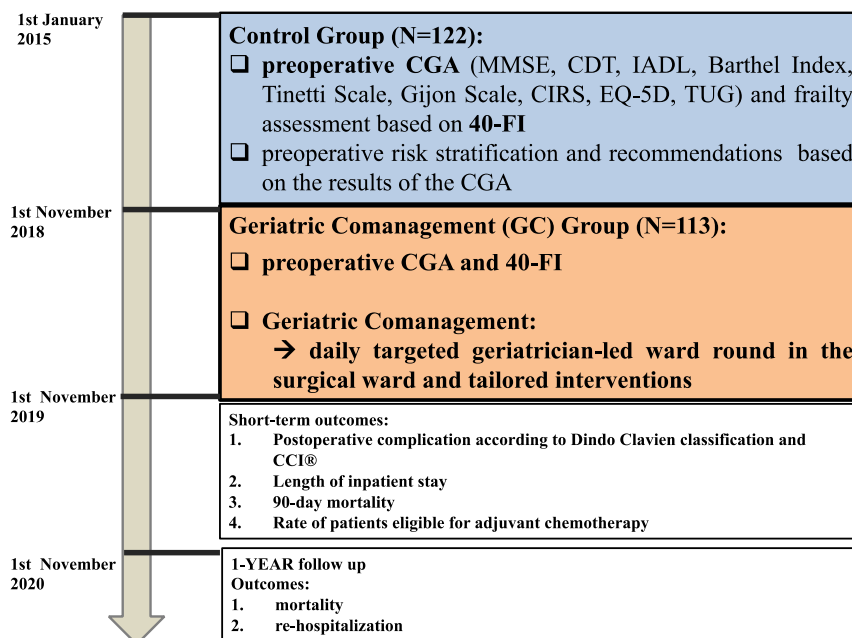 1st January
2015
Control Group (N=122):
❑ preoperative CGA (MMSE, CDT, IADL, Barthel Index,
Tinetti Scale, Gijon Scale, CIRS, EQ-5D, TUG) and frailty
assessment based on 40-FI
❑ preoperative risk stratification and recommendations based
on the results of the CGA
1st November
2018
Geriatric Comanagement (GC) Group (N=113):
❑ preoperative CGA and 40-FI
❑ Geriatric Comanagement:
→ daily targeted geriatrician-led ward round in the
surgical ward and tailored interventions
1st November
2019
Short-term outcomes:
1. Postoperative complication according to Dindo Clavien classification and
CCI®
2. Length of inpatient stay
3. 90-day mortality
4. Rate of patients eligible for adjuvant chemotherapy
1st November
2020
1-YEAR follow up
Outcomes:
1. mortality
2. re-hospitalization